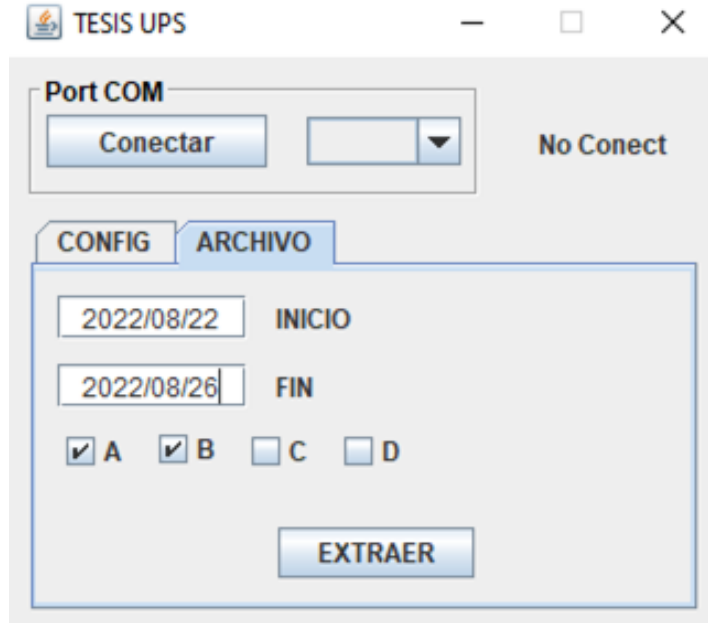 TESIS UPS
Port COM
Conectar
No Conect
CONFIG ARCHIVO
2022/08/22 INICIO
2022/08/26 FIN
A B C D
EXTRAER